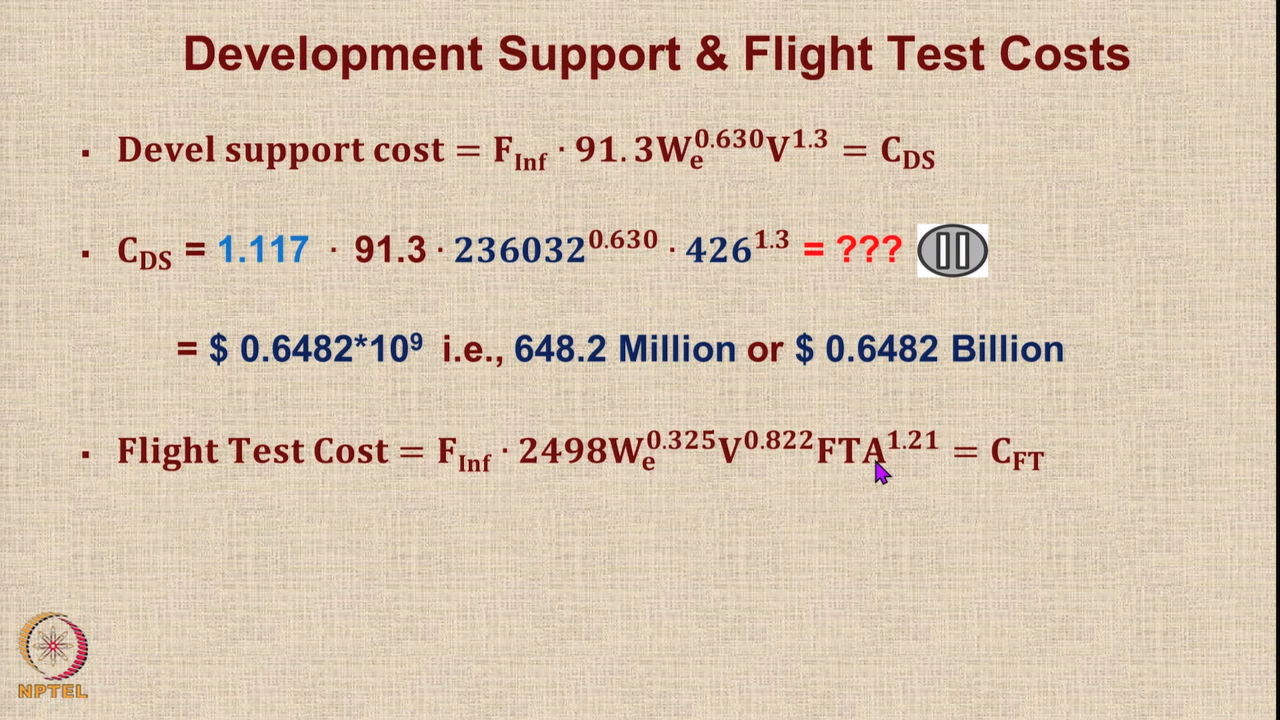 Development Support & Flight Test Costs
▪ Devel support cost = F_Inf · 91.3W_e^0.630 V^1.3 = C_DS
▪ C_DS = 1.117 · 91.3 · 236032^0.630 · 426^1.3 = ???
= $ 0.6482*10^9 i.e., 648.2 Million or $ 0.6482 Billion
▪ Flight Test Cost = F_Inf · 2498W_e^0.325 V^0.822 FTA^1.21 = C_FT
NPTEL